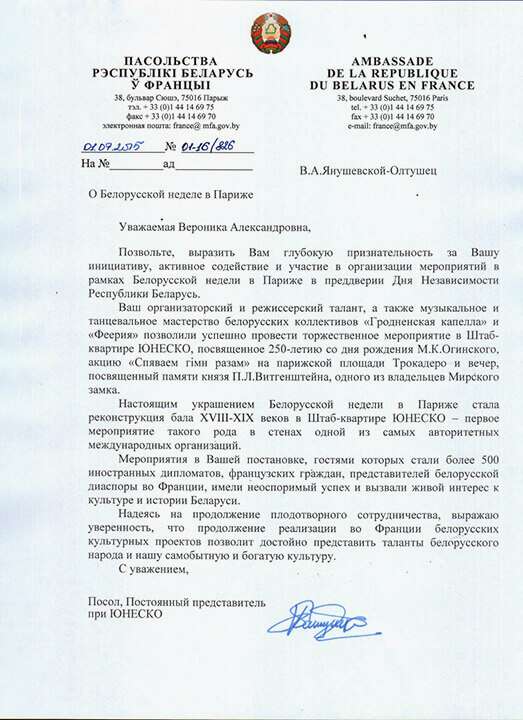 ПАСОЛЬСТВА
РЭСПУБЛІКІ БЕЛАРУСЬ
Ў ФРАНЦЫІ
38, бульвар Сюшэ, 75016 Парыж
тэл. + 33 (0)1 44 14 69 75
факс + 33 (0)1 44 14 69 70
электронная пошта: france@ mfa.gov.by
AMBASSADE
DE LA REPUBLIQUE
DU BELARUS EN FRANCE
38, boulevard Suchet, 75016 Paris
tel. + 33 (0)1 44 14 69 75
fax + 33 (0)1 44 14 69 70
e-mail: france@mfa.gov.by
01.07.2015 № 01-16/826
На №__________ад____________
В.А.Янушевской-Олтушец
О Белорусской неделе в Париже
Уважаемая Вероника Александровна,
Позвольте, выразить Вам глубокую признательность за Вашу
инициативу, активное содействие и участие в организации мероприятий в
рамках Белорусской недели в Париже в преддверии Дня Независимости
Республики Беларусь.
Ваш организаторский и режиссерский талант, а также музыкальное и
танцевальное мастерство белорусских коллективов «Гродненская капелла» и
«Феерия» позволили успешно провести торжественное мероприятие в Штаб-
квартире ЮНЕСКО, посвященное 250-летию со дня рождения М.К.Огинского,
акцию «Спяваем гімн разам» на парижской площади Трокадеро и вечер,
посвященный памяти князя П.Л.Витгенштейна, одного из владельцев Мирского
замка.
Настоящим украшением Белорусской недели в Париже стала
реконструкция бала XVIII-XIX веков в Штаб-квартире ЮНЕСКО – первое
мероприятие такого рода в стенах одной из самых авторитетных
международных организаций.
Мероприятия в Вашей постановке, гостями которых стали более 500
иностранных дипломатов, французских граждан, представителей белорусской
диаспоры во Франции, имели неоспоримый успех и вызвали живой интерес к
культуре и истории Беларуси.
Надеясь на продолжение плодотворного сотрудничества, выражаю
уверенность, что продолжение реализации во Франции белорусских
культурных проектов позволит достойно представить таланты белорусского
народа и нашу самобытную и богатую культуру.
С уважением,
Посол, Постоянный представитель
при ЮНЕСКО